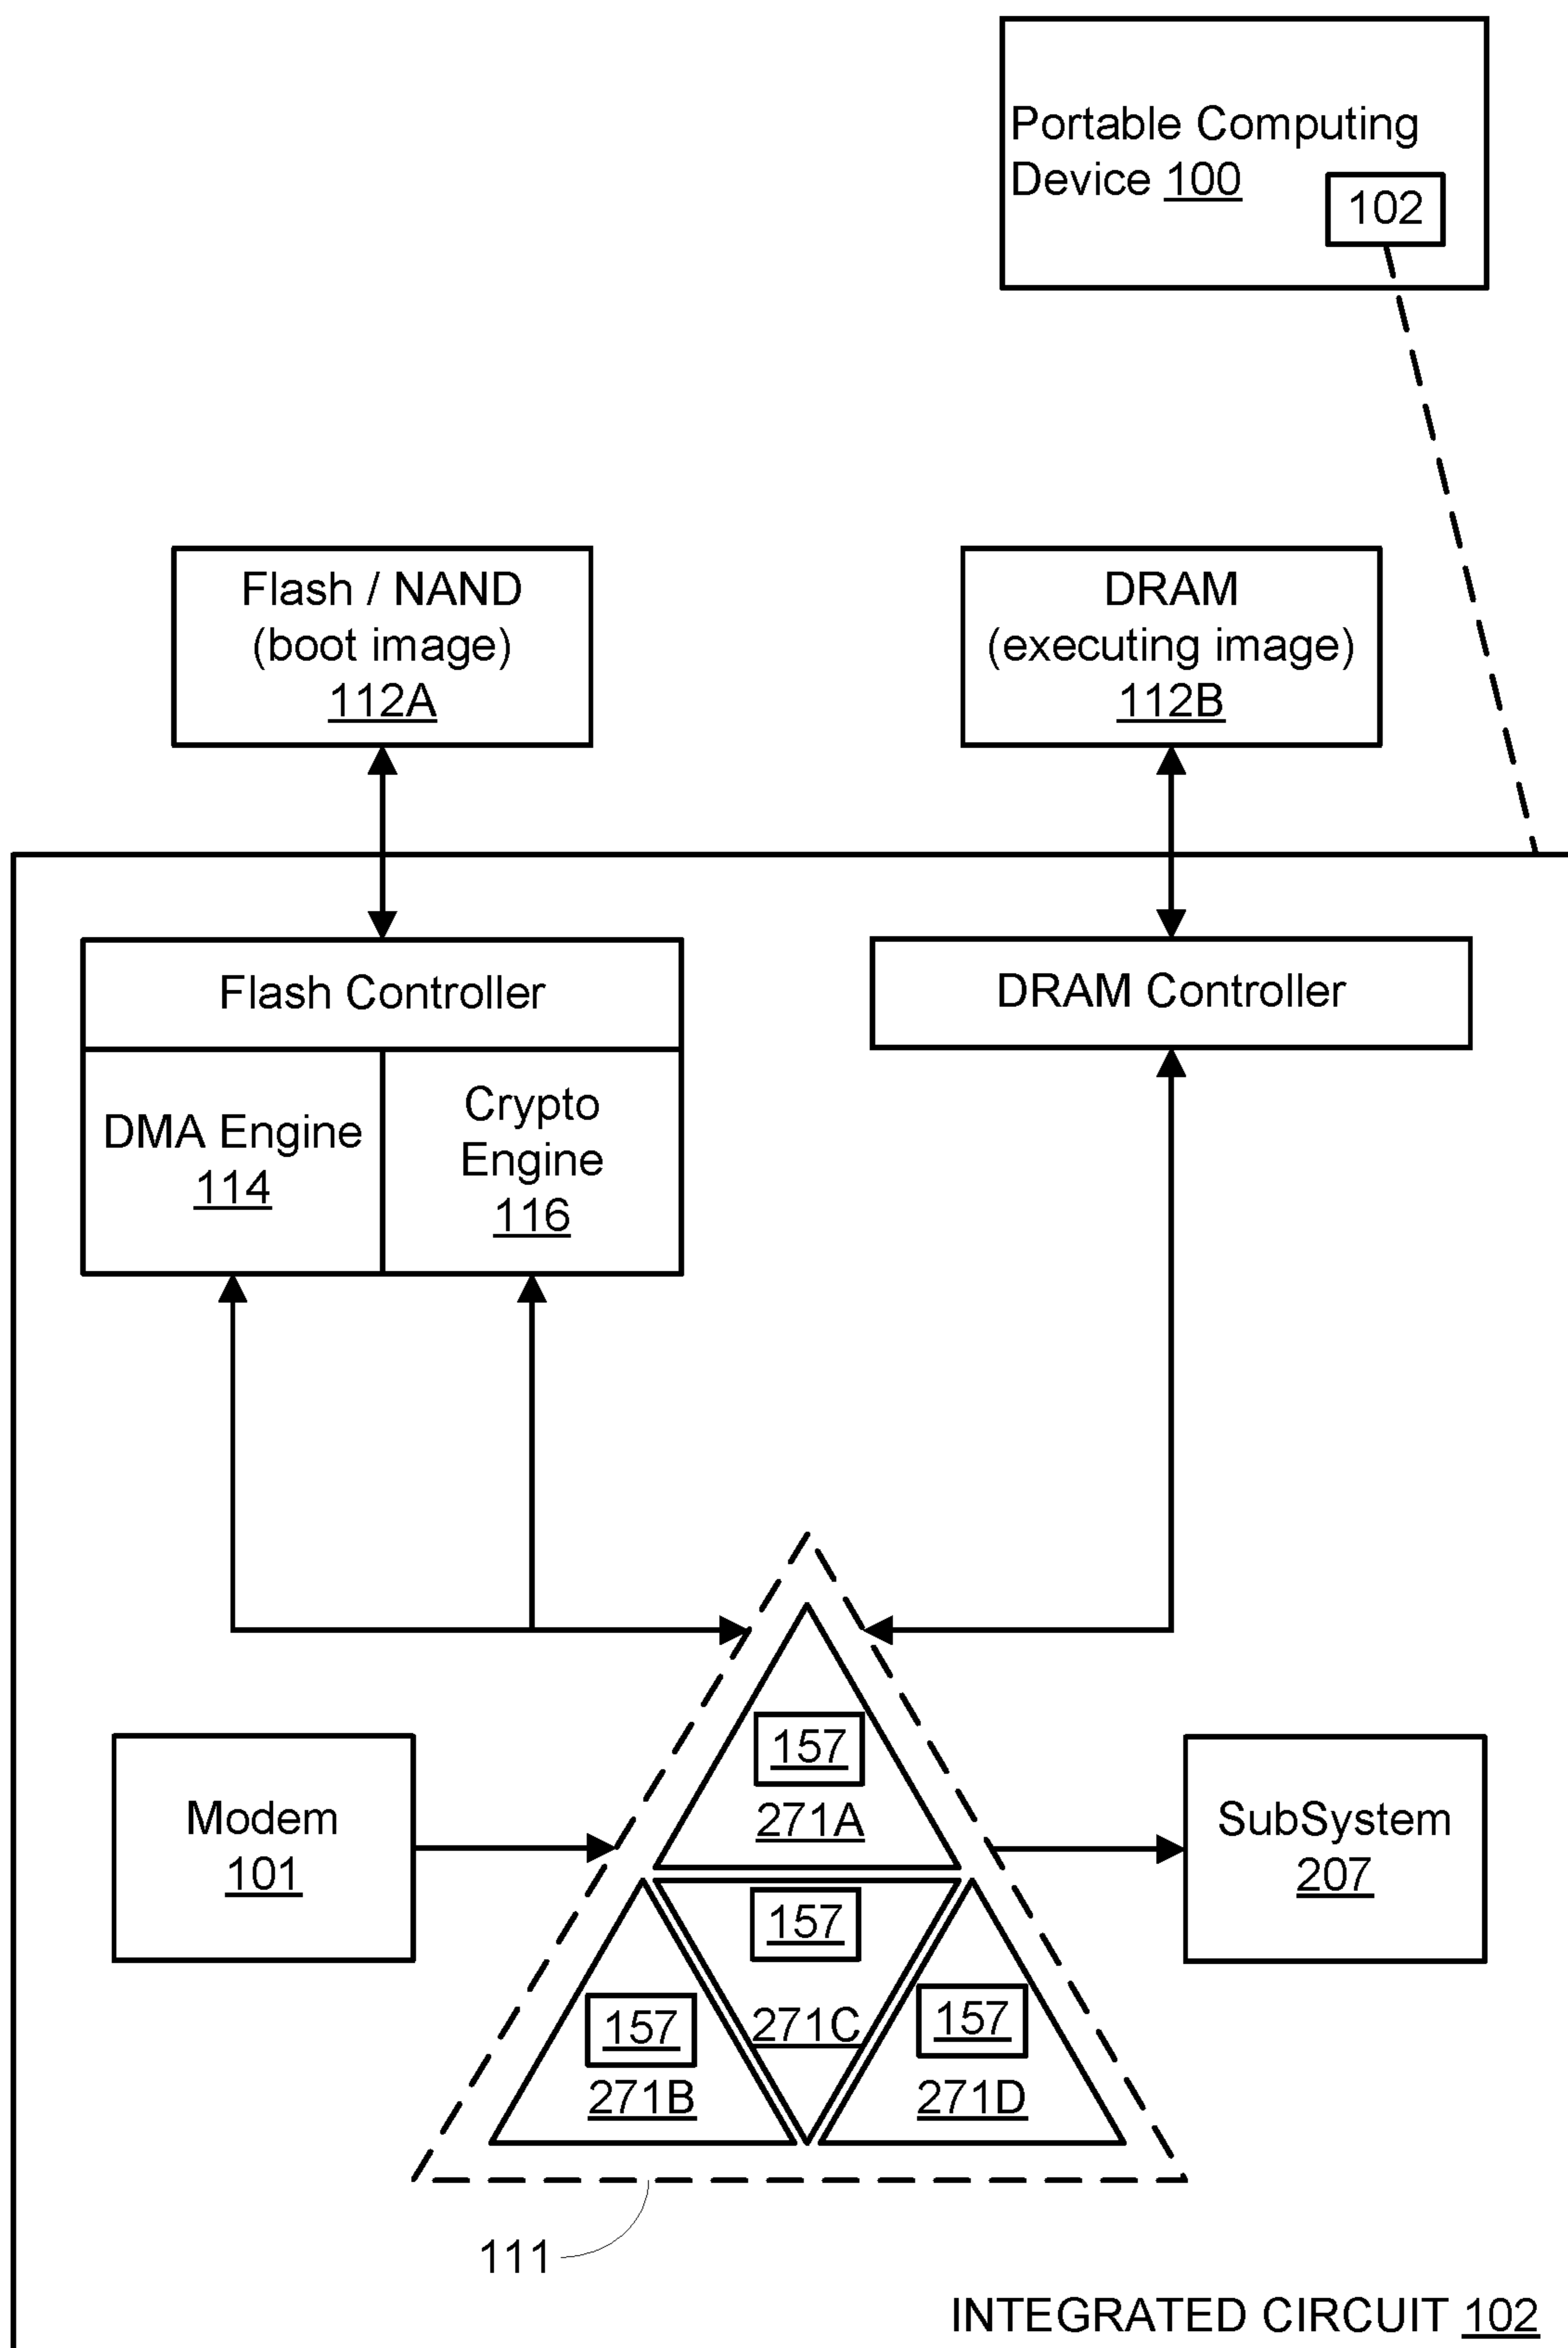 Portable Computing
Device 100
102
Flash / NAND
(boot image)
112A
DRAM
(executing image)
112B
Flash Controller
DRAM Controller
DMA Engine
114
Crypto
Engine
116
Modem
101
157
271A
157
271C
157
271B
157
271D
SubSystem
207
111
INTEGRATED CIRCUIT 102